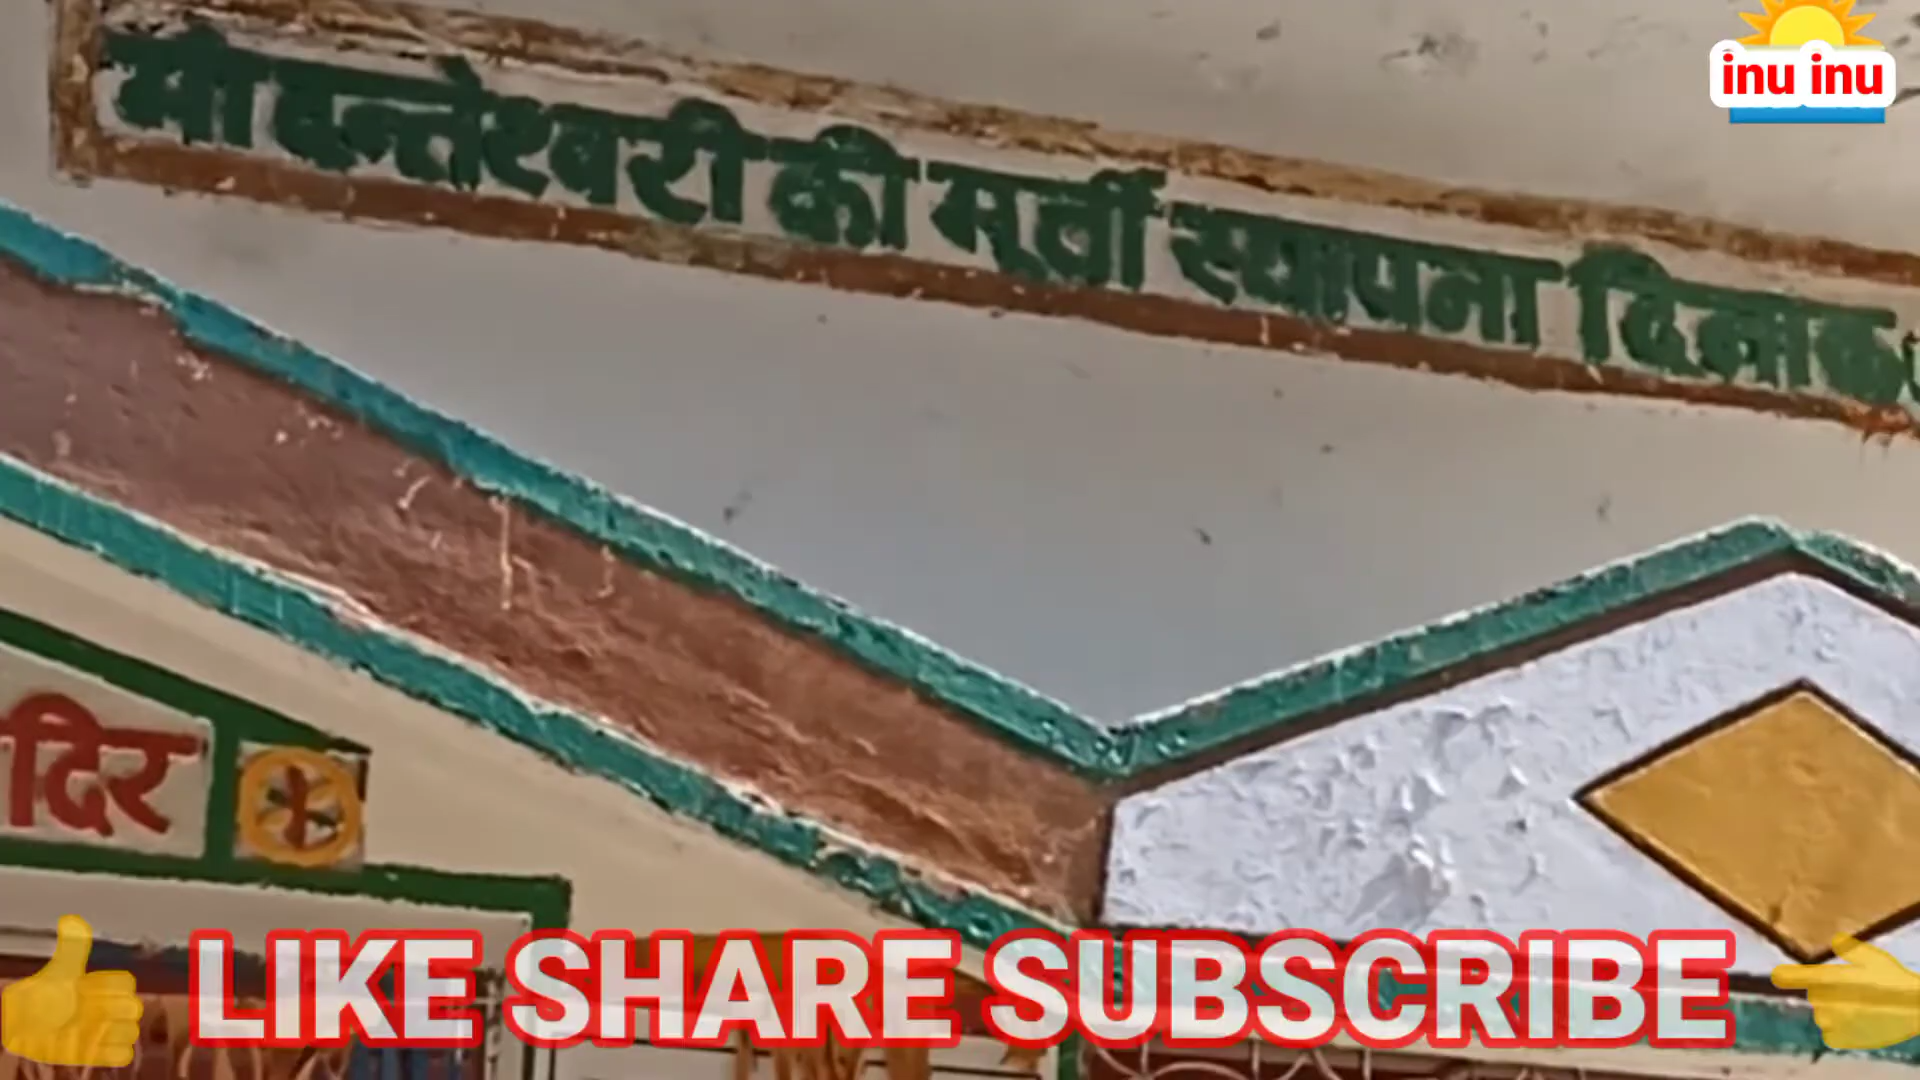 inu inu
माँ दन्तेश्वरी की मूर्ती स्थापना दिनाक
दिर
LIKE SHARE SUBSCRIBE